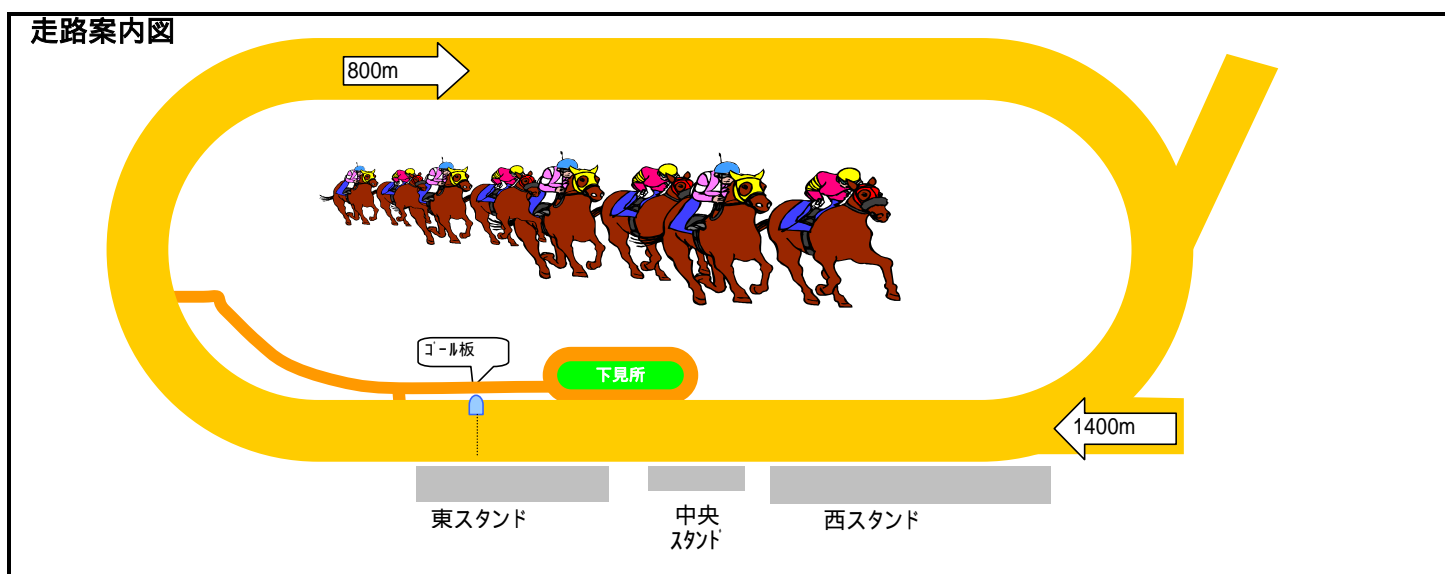 走路案内図
800m
ｺﾞｰﾙ板
下見所
1400m
東スタンド
中央
ｽﾀﾝﾄﾞ
西スタンド